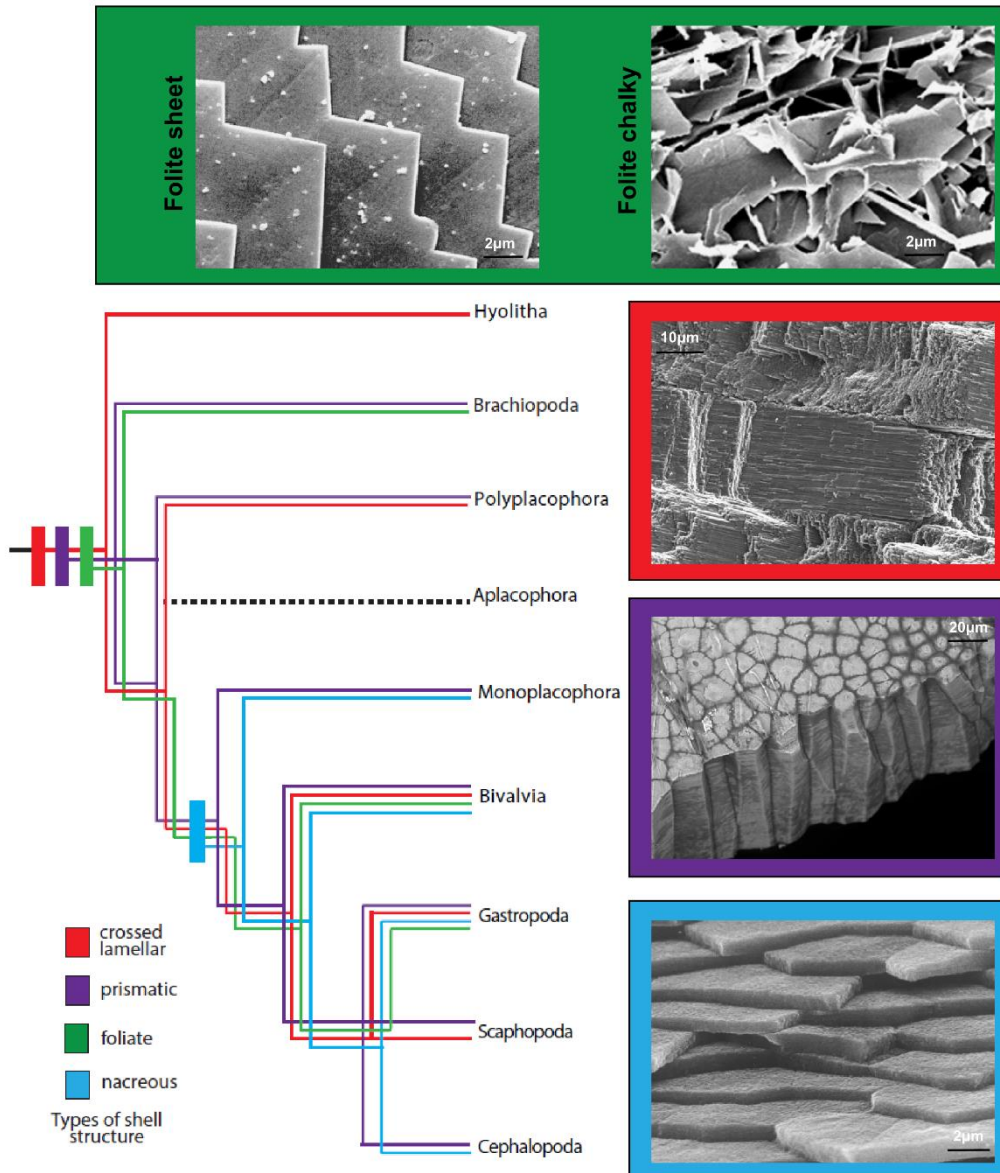 Folite sheet
2µm
Folite chalky
2µm
Hyolitha
Brachiopoda
Polyplacophora
Aplacophora
Monoplacophora
Bivalvia
Gastropoda
Scaphopoda
Cephalopoda
10µm
20µm
2µm
crossed
lamellar
prismatic
foliate
nacreous
Types of shell
structure